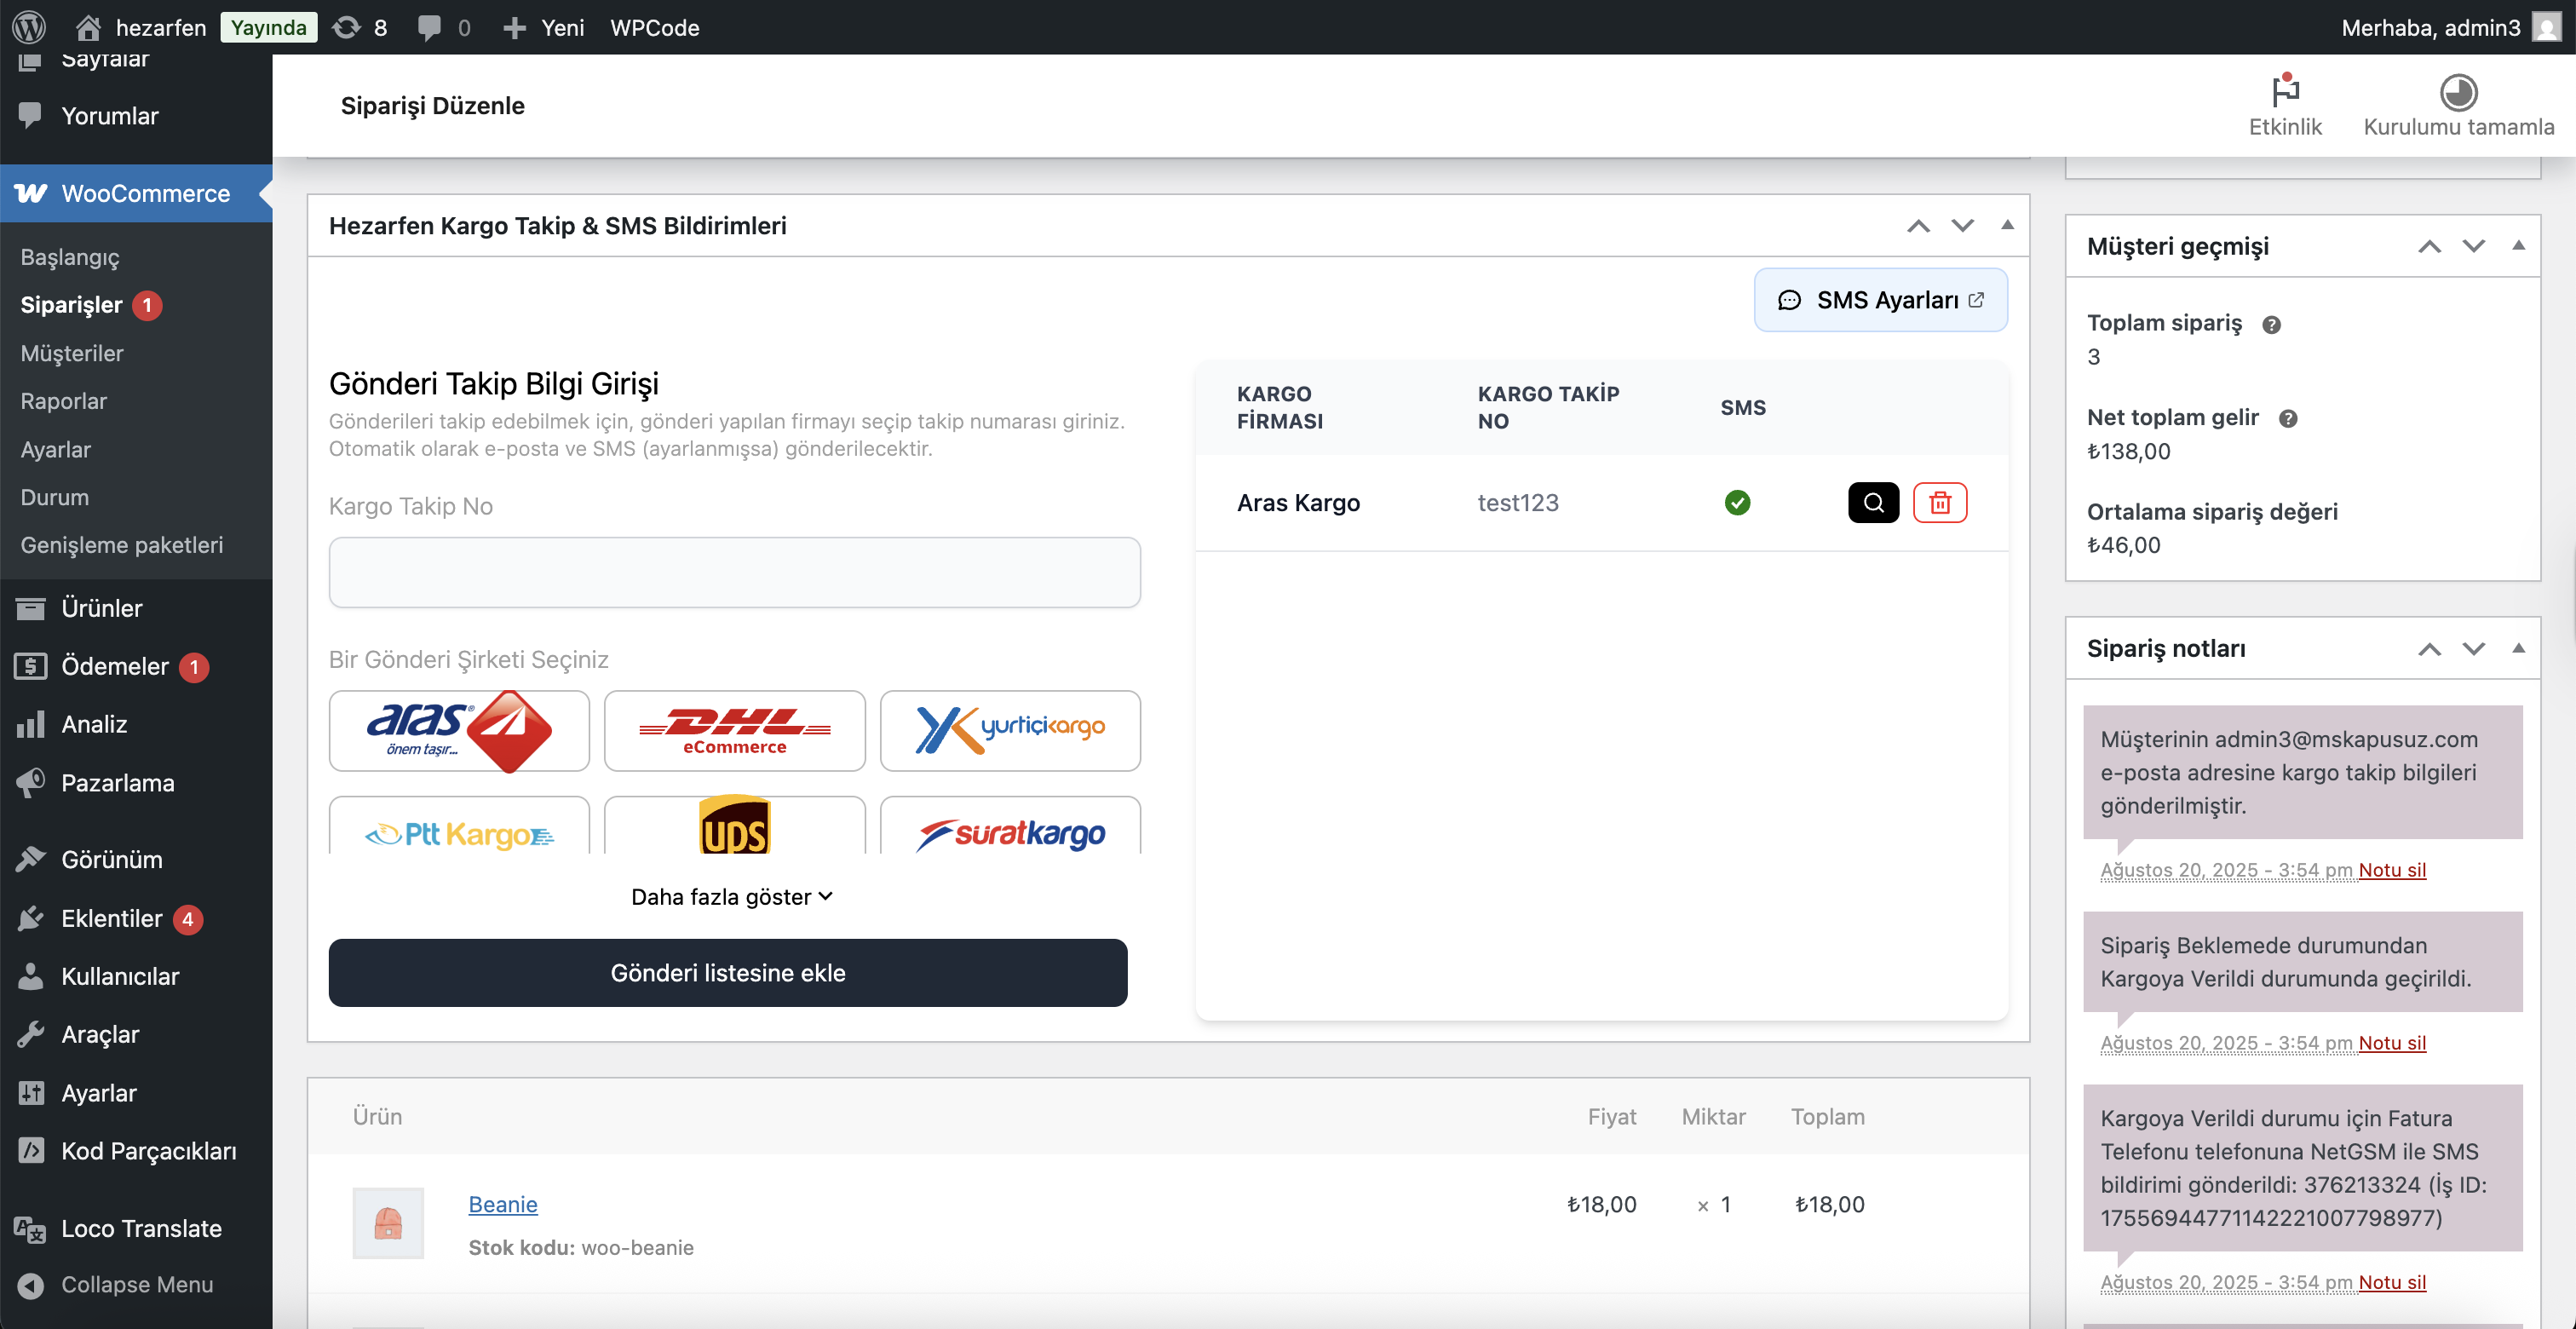 hezarfen
Yayında
8
0
Yeni
WPCode
Merhaba, admin3
Sayfalar
Yorumlar
WooCommerce
Başlangıç
Siparişler 1
Müşteriler
Raporlar
Ayarlar
Durum
Genişleme paketleri
Ürünler
Ödemeler 1
Analiz
Pazarlama
Görünüm
Eklentiler 4
Kullanıcılar
Araçlar
Ayarlar
Kod Parçacıkları
Loco Translate
Collapse Menu
Siparişi Düzenle
Etkinlik
Kurulumu tamamla
Hezarfen Kargo Takip & SMS Bildirimleri
SMS Ayarları
Gönderi Takip Bilgi Girişi
Gönderileri takip edebilmek için, gönderi yapılan firmayı seçip takip numarası giriniz.
Otomatik olarak e-posta ve SMS (ayarlanmışsa) gönderilecektir.
Kargo Takip No
Bir Gönderi Şirketi Seçiniz
aras®
önem taşır...
DHL
eCommerce
yurtiçikargo
Ptt Kargo
ups
suratkargo
Daha fazla göster
Gönderi listesine ekle
KARGO
FİRMASI
KARGO TAKİP
NO
SMS
Aras Kargo
test123
Ürün
Fiyat
Miktar
Toplam
Beanie
₺18,00
× 1
₺18,00
Stok kodu: woo-beanie
Müşteri geçmişi
Toplam sipariş ?
3
Net toplam gelir ?
₺138,00
Ortalama sipariş değeri
₺46,00
Sipariş notları
Müşterinin admin3@mskapusuz.com
e-posta adresine kargo takip bilgileri
gönderilmiştir.
Ağustos 20, 2025 - 3:54 pm Notu sil
Sipariş Beklemede durumundan
Kargoya Verildi durumunda geçirildi.
Ağustos 20, 2025 - 3:54 pm Notu sil
Kargoya Verildi durumu için Fatura
Telefonu telefonuna NetGSM ile SMS
bildirimi gönderildi: 376213324 (İş ID:
17556944771142221007798977)
Ağustos 20, 2025 - 3:54 pm Notu sil